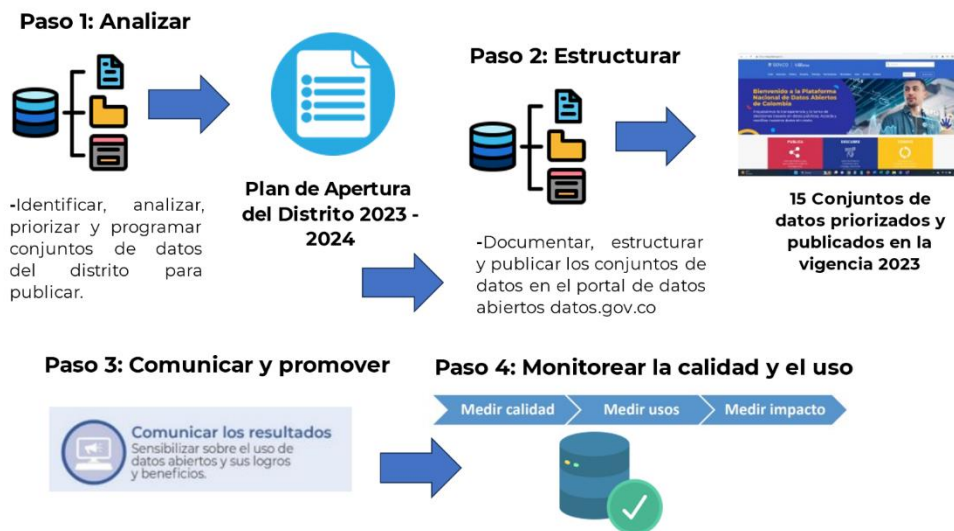 Paso 1: Analizar
-Identificar, analizar,
priorizar y programar
conjuntos de datos
del distrito para
publicar.
Plan de Apertura
del Distrito 2023 -
2024
Paso 2: Estructurar
-Documentar, estructurar
y publicar los conjuntos de
datos en el portal de datos
abiertos datos.gov.co
Bienvenido a la Plataforma
Nacional de Datos Abiertos
de Colombia
PUBLICA
DESCUBRE
15 Conjuntos de
datos priorizados y
publicados en la
vigencia 2023
Paso 3: Comunicar y promover
Comunicar los resultados
Sensibilizar sobre el uso de
datos abiertos y sus logros
y beneficios.
Paso 4: Monitorear la calidad y el uso
Medir calidad
Medir usos
Medir impacto